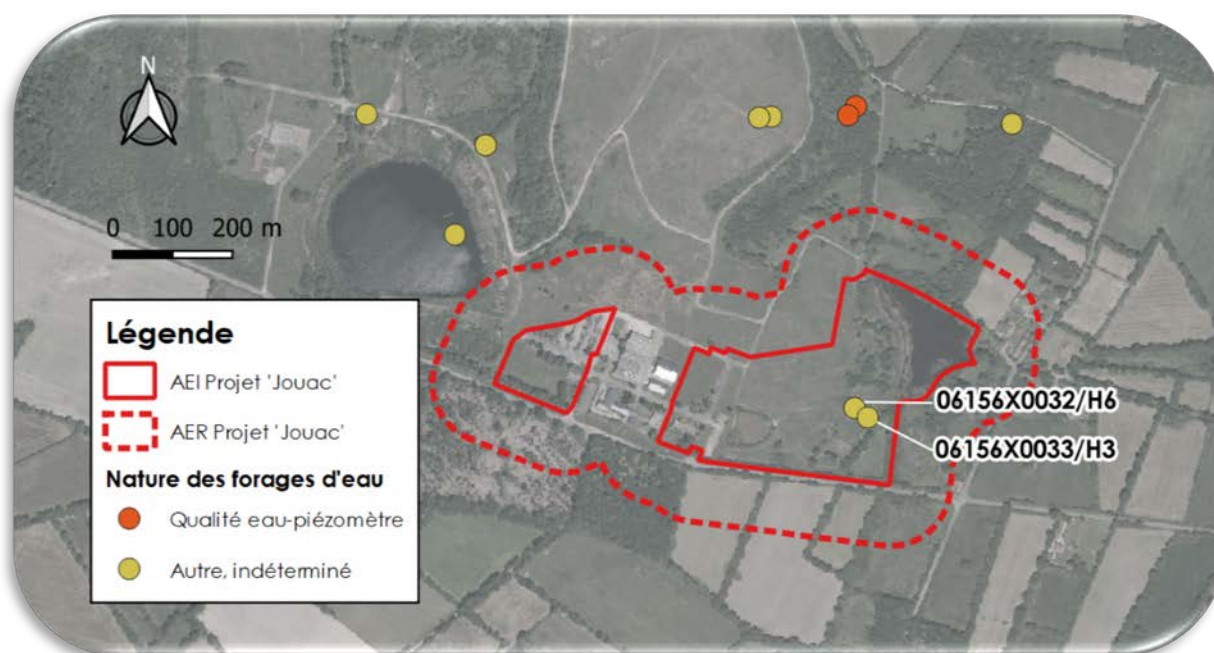 N
0 100 200 m
Légende
AEI Projet 'Jouac'
AER Projet 'Jouac'
Nature des forages d'eau
Qualité eau-piézomètre
Autre, indéterminé
06156X0032/H6
06156X0033/H3